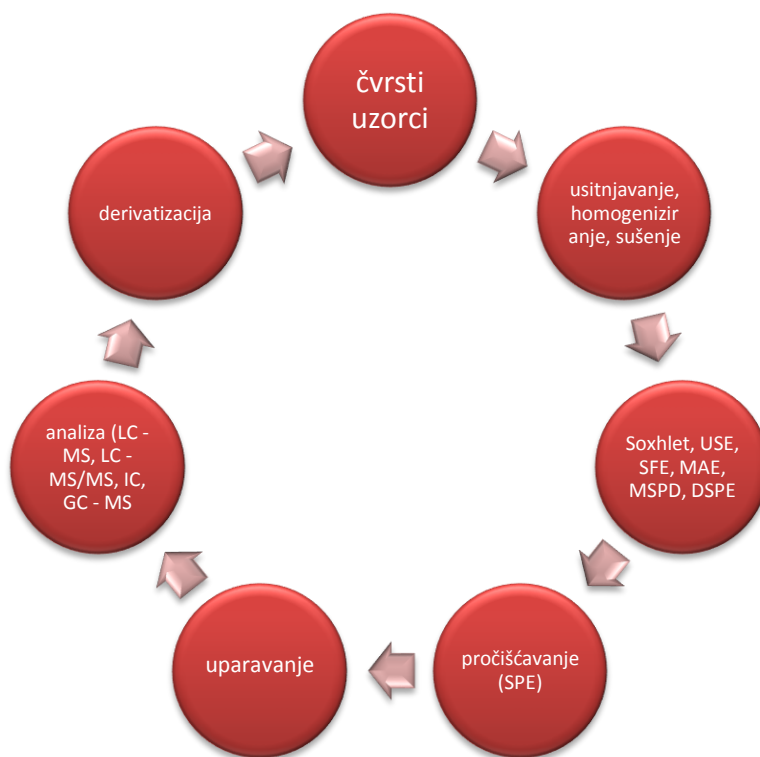 čvrsti
uzorci
usitnjavanje,
homogenizir
anje, sušenje
Soxhlet, USE,
SFE, MAE,
MSPD, DSPE
pročišćavanje
(SPE)
uparavanje
analiza (LC -
MS, LC -
MS/MS, IC,
GC - MS
derivatizacija